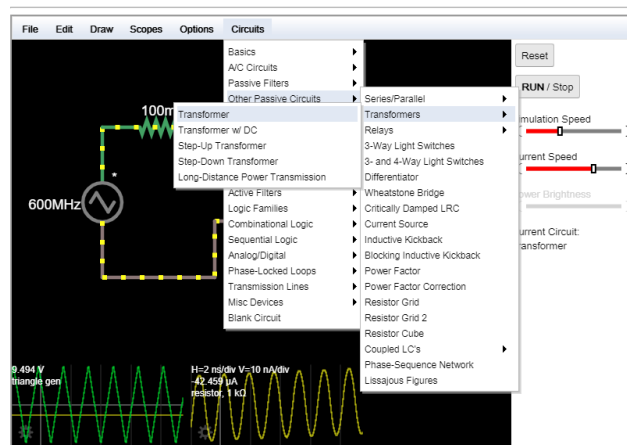 File Edit Draw Scopes Options Circuits
Basics
A/C Circuits
Passive Filters
Other Passive Circuits
Active Filters
Logic Families
Combinational Logic
Sequential Logic
Analog/Digital
Phase-Locked Loops
Transmission Lines
Misc Devices
Blank Circuit
Series/Parallel
Transformers
Relays
3-Way Light Switches
3- and 4-Way Light Switches
Differentiator
Wheatstone Bridge
Critically Damped LRC
Current Source
Inductive Kickback
Blocking Inductive Kickback
Power Factor
Power Factor Correction
Resistor Grid
Resistor Grid 2
Resistor Cube
Coupled LC's
Phase-Sequence Network
Lissajous Figures
Transformer
Transformer w/ DC
Step-Up Transformer
Step-Down Transformer
Long-Distance Power Transmission
Reset
RUN / Stop
mulation Speed
urrent Speed
ower Brightness
urrent Circuit:
ansformer
100m
*
600MHz
9.494 V
triangle gen
H=2 ns/div V=10 nA/div
-42.459 µA
resistor, 1 kΩ